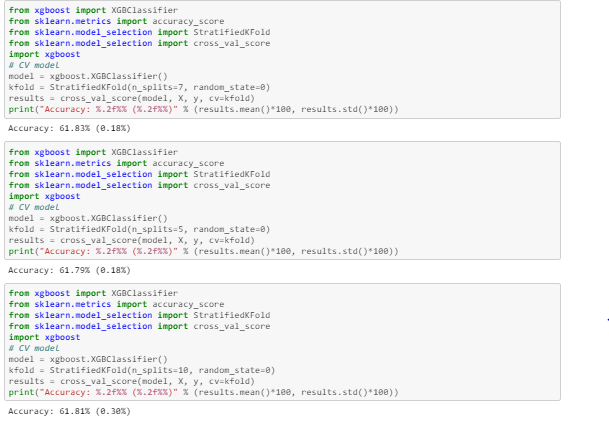 from xgboost import XGBClassifier
from sklearn.metrics import accuracy_score
from sklearn.model_selection import StratifiedKFold
from sklearn.model_selection import cross_val_score
import xgboost
# CV model
model = xgboost.XGBClassifier()
kfold = StratifiedKFold(n_splits=7, random_state=0)
results = cross_val_score(model, X, y, cv=kfold)
print("Accuracy: %.2f%% (%.2f%%)" % (results.mean()*100, results.std()*100))
Accuracy: 61.83% (0.18%)
from xgboost import XGBClassifier
from sklearn.metrics import accuracy_score
from sklearn.model_selection import StratifiedKFold
from sklearn.model_selection import cross_val_score
import xgboost
# CV model
model = xgboost.XGBClassifier()
kfold = StratifiedKFold(n_splits=5, random_state=0)
results = cross_val_score(model, X, y, cv=kfold)
print("Accuracy: %.2f%% (%.2f%%)" % (results.mean()*100, results.std()*100))
Accuracy: 61.79% (0.18%)
from xgboost import XGBClassifier
from sklearn.metrics import accuracy_score
from sklearn.model_selection import StratifiedKFold
from sklearn.model_selection import cross_val_score
import xgboost
# CV model
model = xgboost.XGBClassifier()
kfold = StratifiedKFold(n_splits=10, random_state=0)
results = cross_val_score(model, X, y, cv=kfold)
print("Accuracy: %.2f%% (%.2f%%)" % (results.mean()*100, results.std()*100))
Accuracy: 61.81% (0.30%)